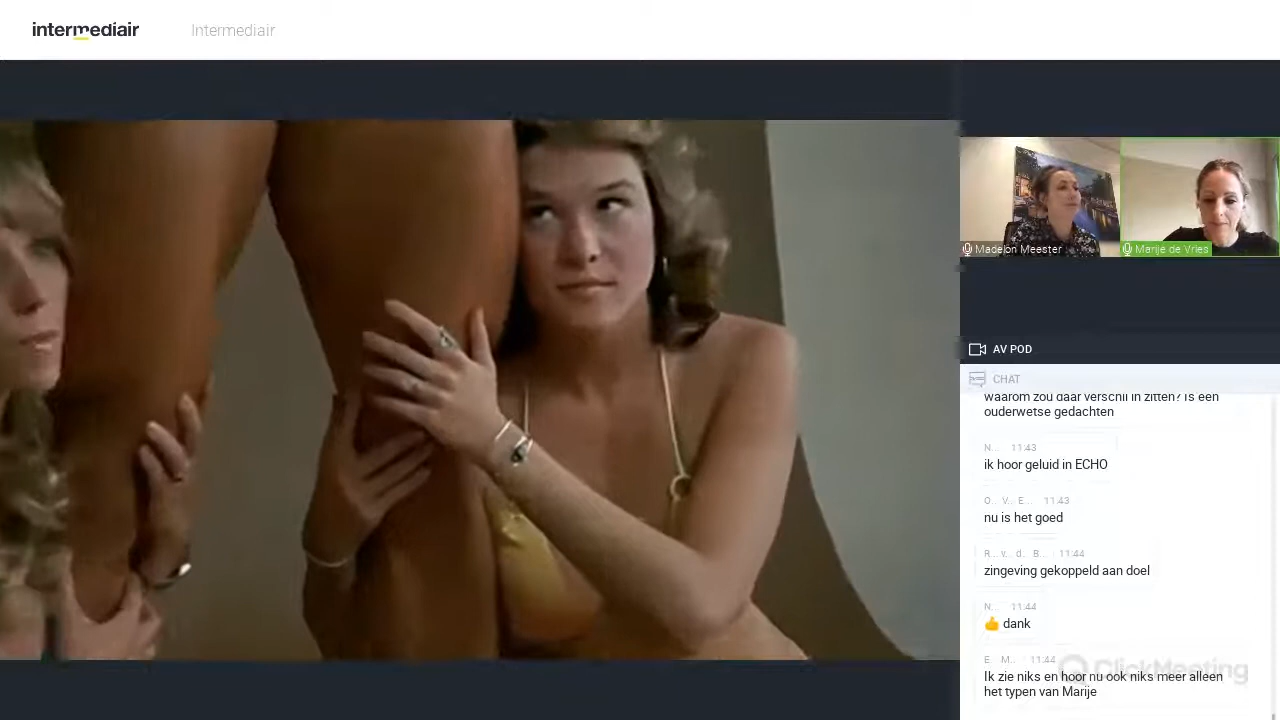 intermediair
Intermediair
Madelon Meester
Marije de Vries
AV POD
CHAT
waarom zou daar verschil in zitten? Is een
ouderwetse gedachten
N... 11:43
ik hoor geluid in ECHO
O.. V.. E... 11:43
nu is het goed
R.. v.. d.. B... 11:44
zingeving gekoppeld aan doel
N... 11:44
👍 dank
E.. M... 11:44
ClickMeeting
Ik zie niks en hoor nu ook niks meer alleen
het typen van Marije